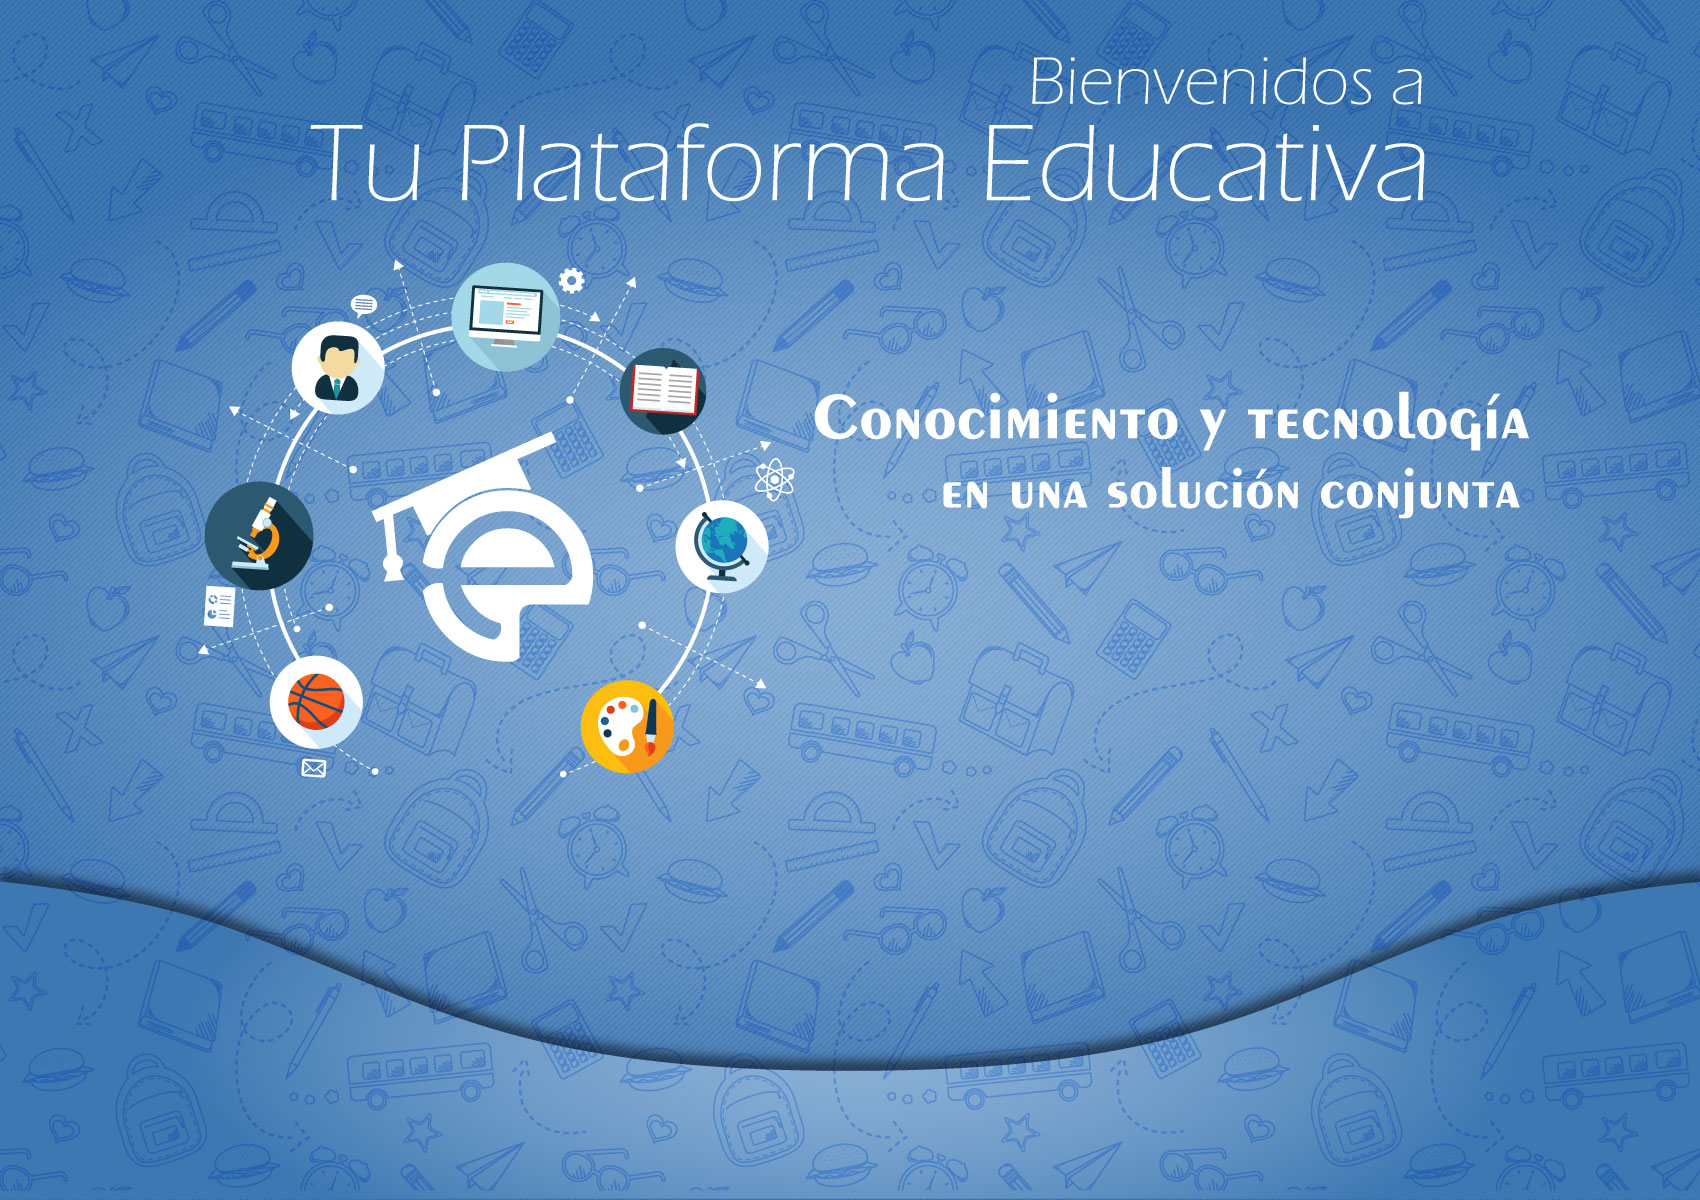 Bienvenidos a
Tu Plataforma Educativa
Conocimiento y tecnología
en una solución conjunta
e